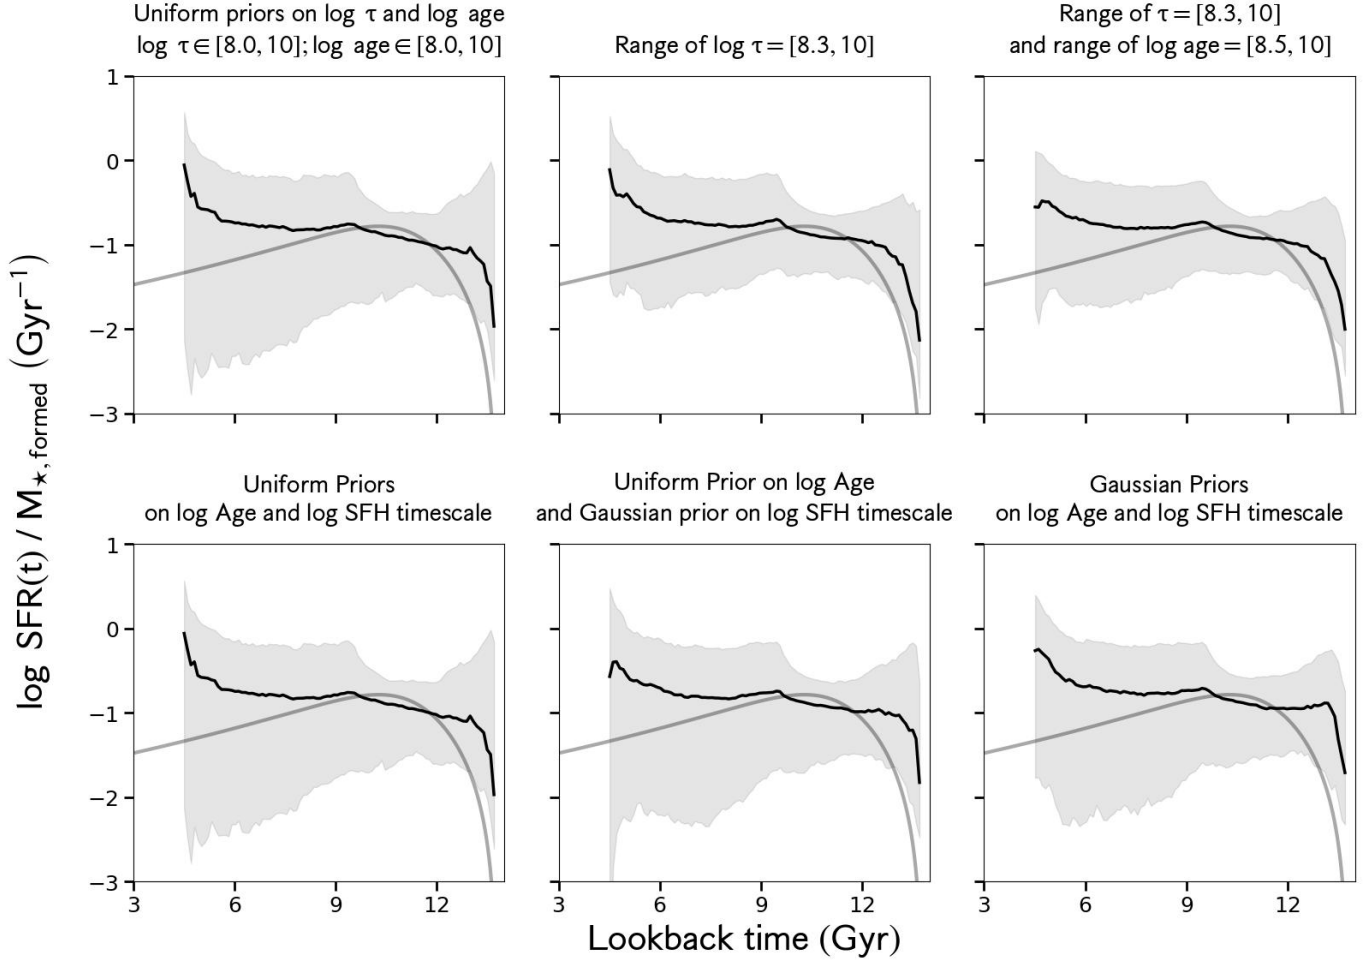 Uniform priors on log τ and log age
log τ∈[8.0, 10]; log age∈[8.0, 10]
Range of log τ=[8.3, 10]
Range of τ=[8.3, 10]
and range of log age=[8.5, 10]
1
0
−1
−2
−3
3 6 9 12
log SFR(t) / M⋆, formed (Gyr−1)
Uniform Priors
on log Age and log SFH timescale
Uniform Prior on log Age
and Gaussian prior on log SFH timescale
Gaussian Priors
on log Age and log SFH timescale
1
0
−1
−2
−3
3 6 9 12
3 6 9 12
3 6 9 12
Lookback time (Gyr)